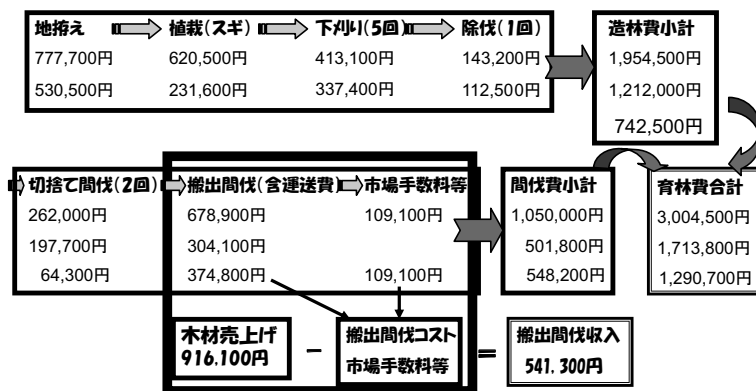 地拵え 植栽(スギ) 下刈り(5回) 除伐(1回) 造林費小計
777,700円 620,500円 413,100円 143,200円 1,954,500円
530,500円 231,600円 337,400円 112,500円 1,212,000円
742,500円
切捨て間伐(2回) 搬出間伐(含運送費) 市場手数料等 間伐費小計 育林費合計
262,000円 678,900円 109,100円 1,050,000円 3,004,500円
197,700円 304,100円 501,800円 1,713,800円
64,300円 374,800円 109,100円 548,200円 1,290,700円
木材売上げ 搬出間伐コスト 搬出間伐収入
916.100円 − 市場手数料等 = 541.300円